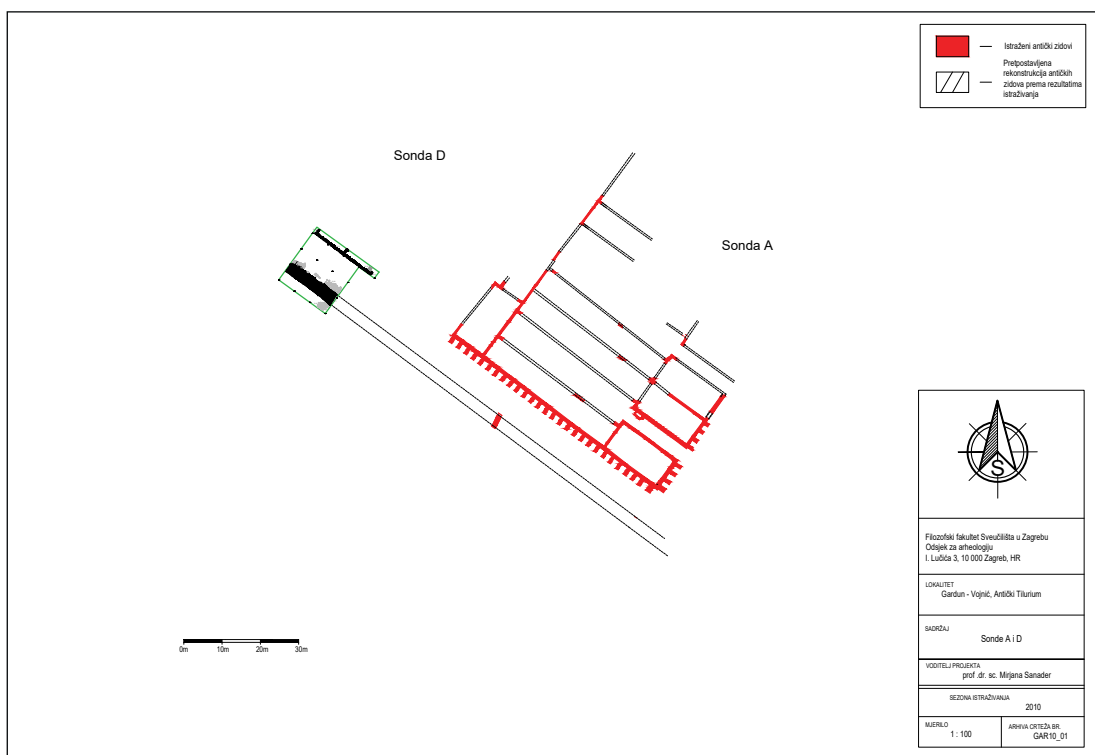 Istraženi antički zidovi
Pretpostavljena
rekonstrukcija antičkih
zidova prema rezultatima
istraživanja
Sonda D
Sonda A
0m 10m 20m 30m
S
Filozofski fakultet Sveučilišta u Zagrebu
Odsjek za arheologiju
I. Lučića 3, 10 000 Zagreb, HR
LOKALITET
Gardun - Vojnić, Antički Tilurium
SADRŽAJ
Sonde A i D
VODITELJ PROJEKTA
prof .dr. sc. Mirjana Sanader
SEZONA ISTRAŽIVANJA
2010
MJERILO
1 : 100
ARHIVA CRTEŽA BR.
GAR10_01